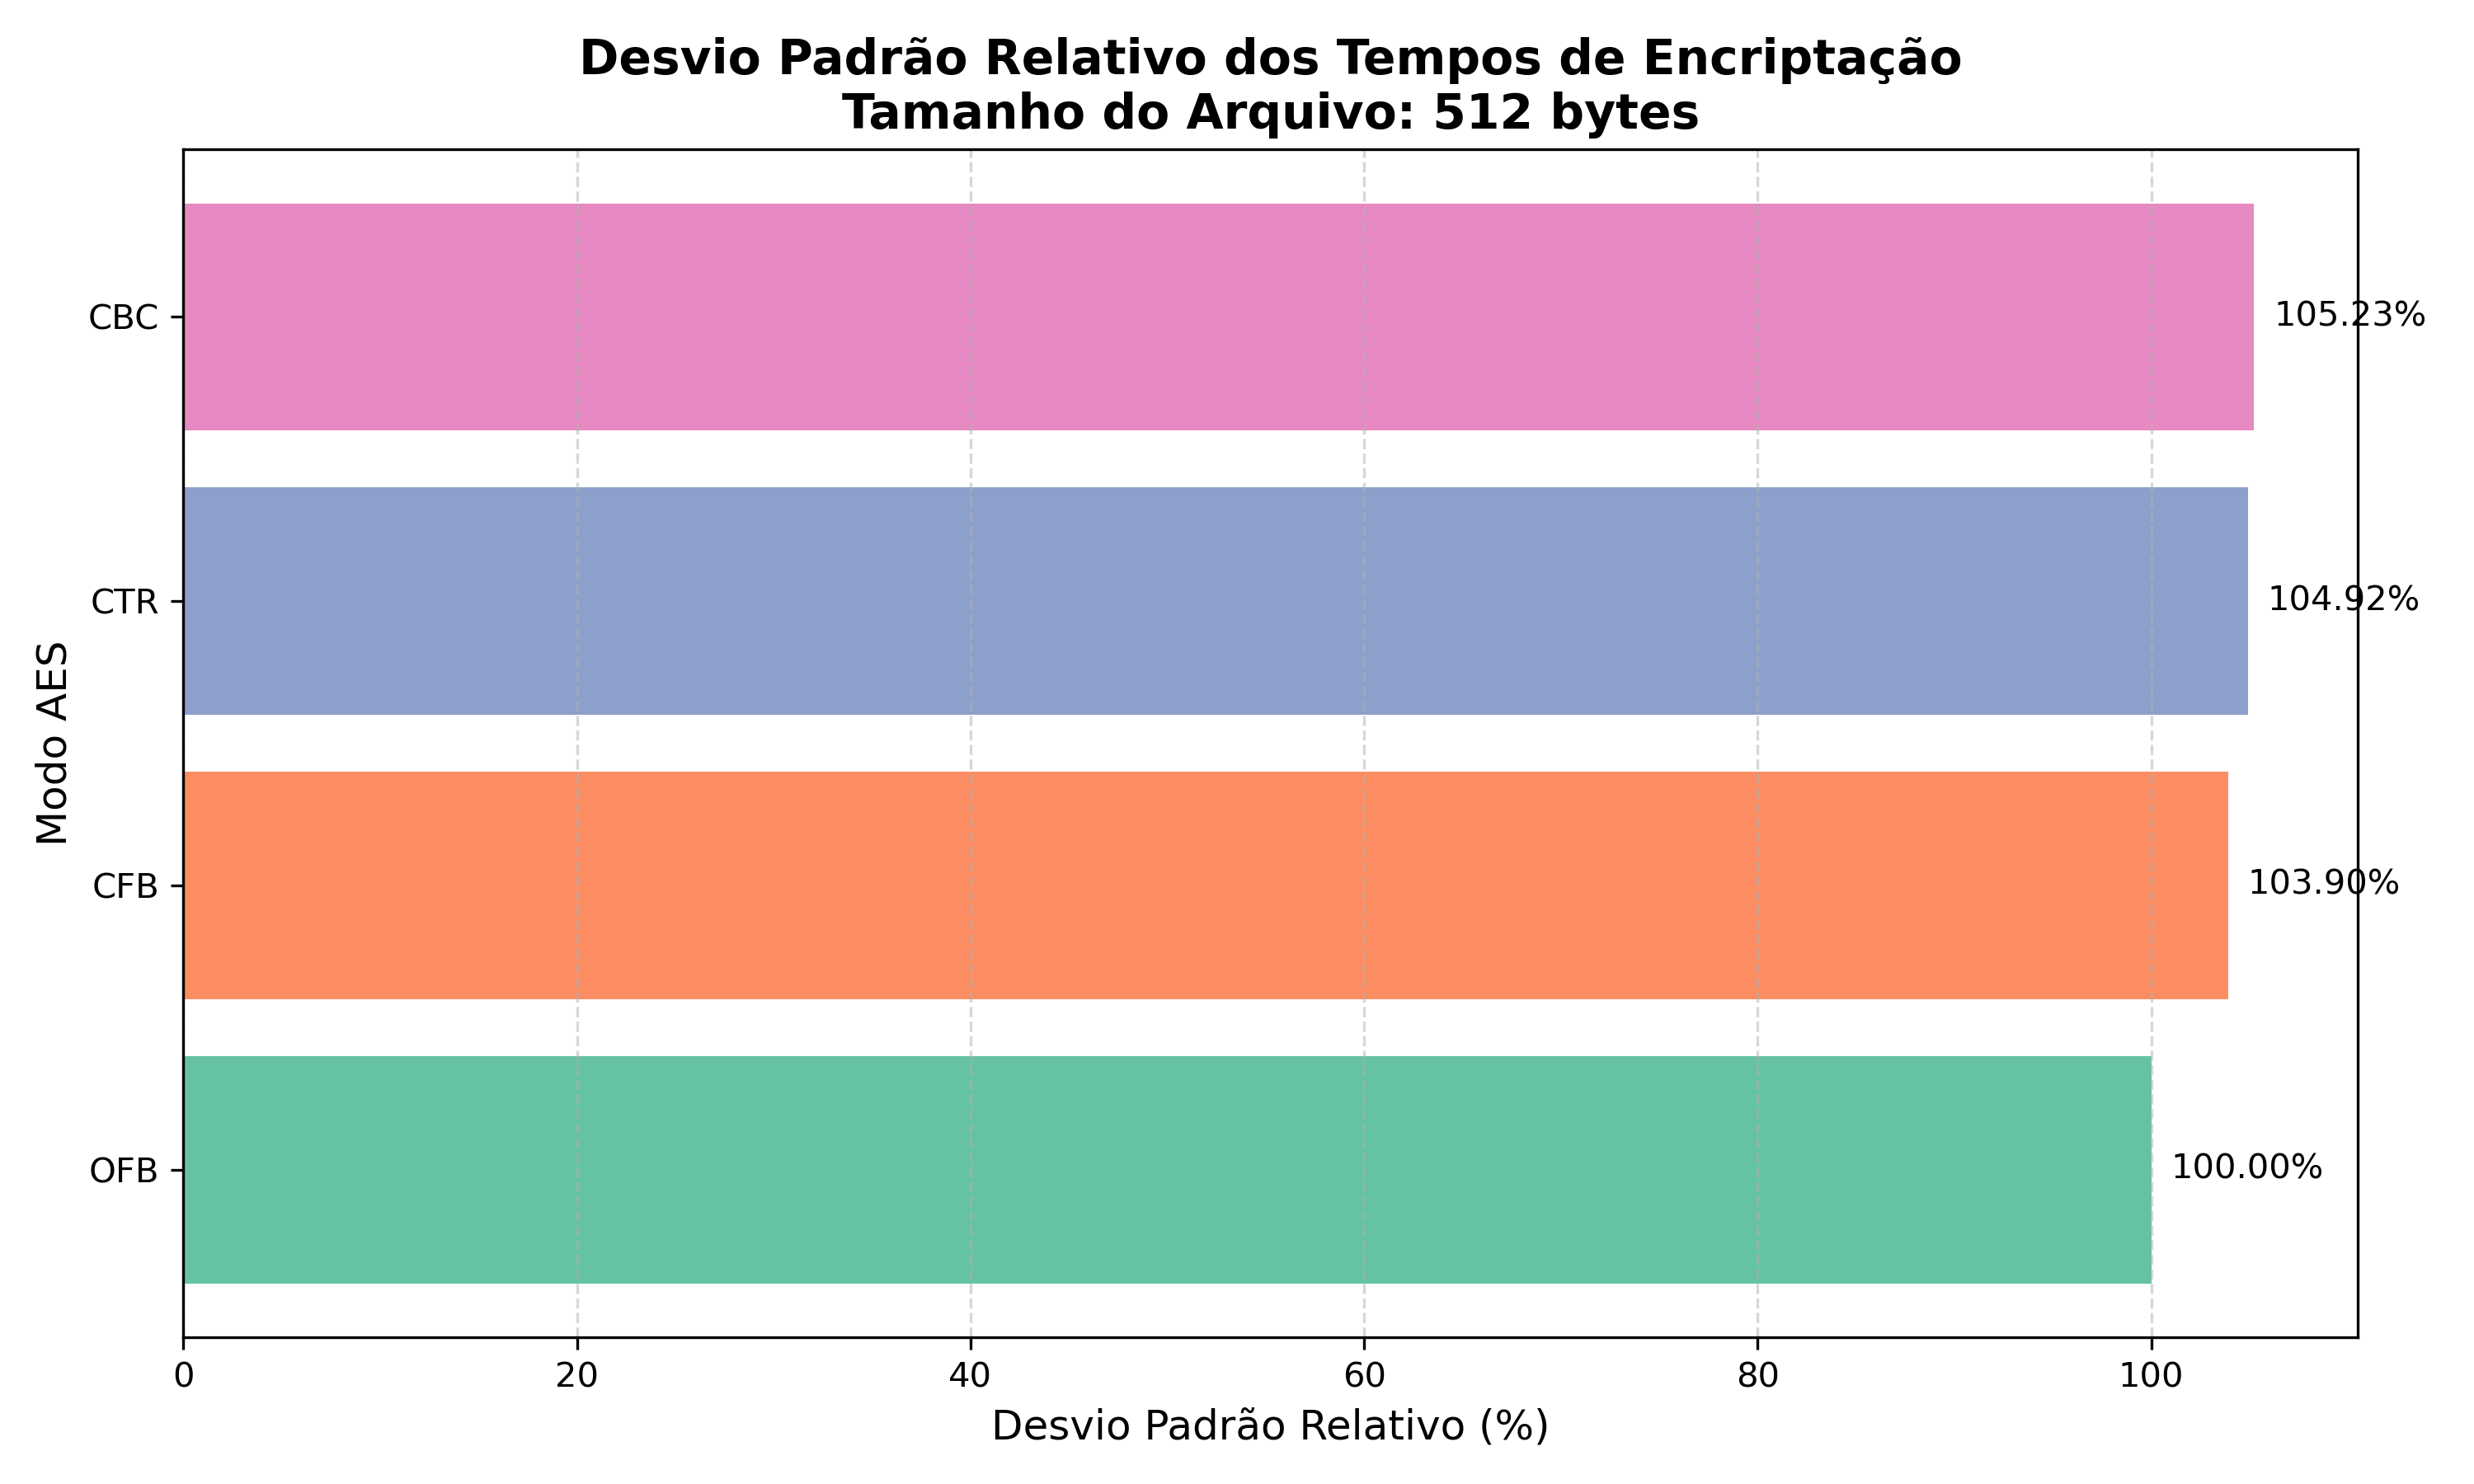 Desvio Padrão Relativo dos Tempos de Encriptação
Tamanho do Arquivo: 512 bytes
CBC
105.23%
CTR
104.92%
Modo AES
CFB
103.90%
OFB
100.00%
0
20
40
60
80
100
Desvio Padrão Relativo (%)